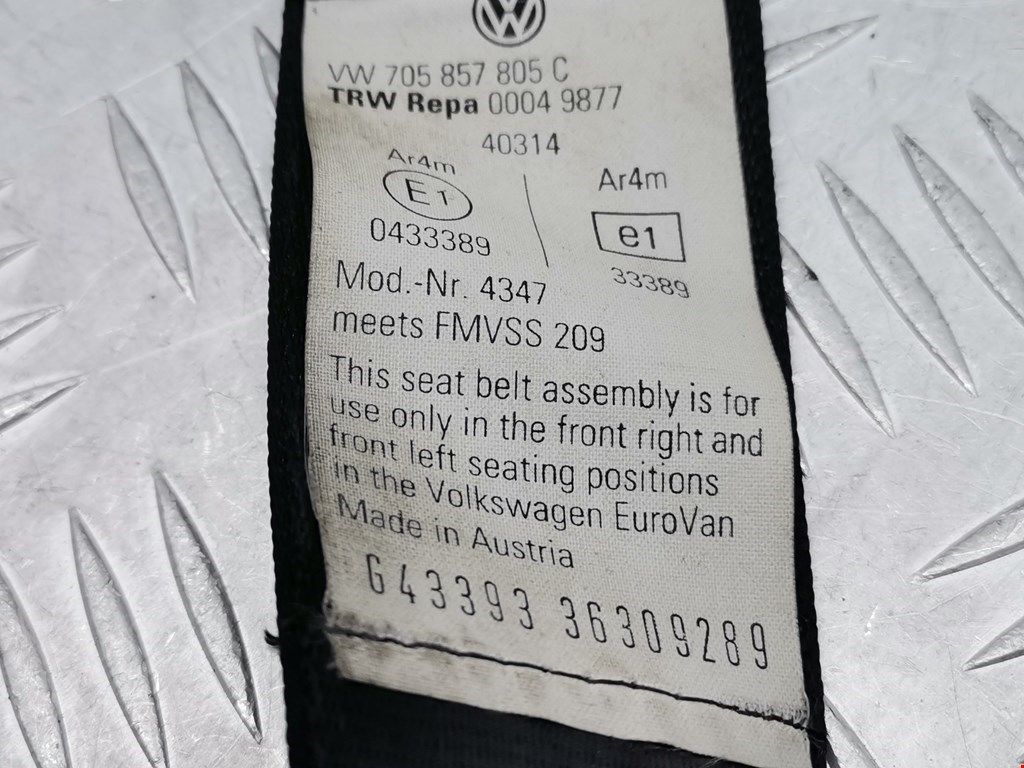 VW 705 857 805 C
TRW Repa 0004 9877
40314
Ar4m
E1
0433389
Ar4m
e1
33389
Mod.-Nr. 4347
meets FMVSS 209
This seat belt assembly is for
use only in the front right and
front left seating positions
in the Volkswagen EuroVan
Made in Austria
G43393 36309289